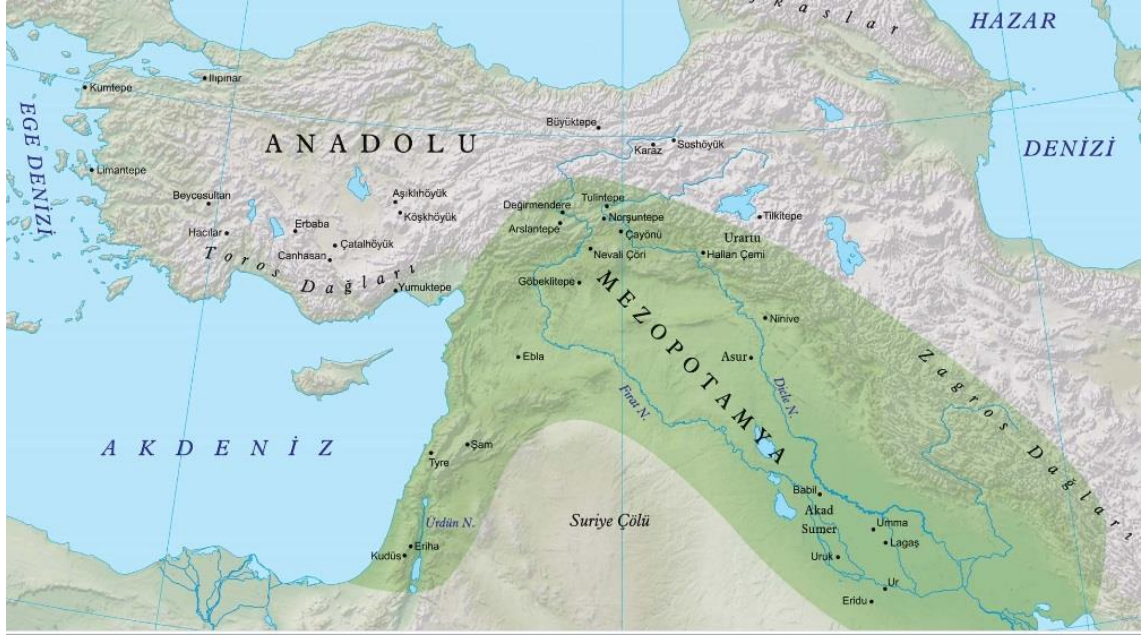 Kafkaslar
HAZAR
DENİZİ
EGE DENİZİ
Kumtepe
Ilıpınar
Büyüktepe
Karaz
Soshöyük
ANADOLU
Limantepe
Beycesultan
Hacılar
Erbaba
Çatalhöyük
Canhasan
Aşıklıhöyük
Köşkhöyük
Toros Dağları
Yumuktepe
Değirmendere
Arslantepe
Tulintepe
Norşuntepe
Çayönü
Nevali Çöri
Göbeklitepe
Tilkitepe
Urartu
Hallan Çemi
MEZOPOTAMYA
Ninive
Asur
Dicle N.
Fırat N.
Zagros Dağları
Ebla
AKDENİZ
Şam
Tyre
Ürdün N.
Suriye Çölü
Kudüs
Eriha
Babil
Akad
Sumer
Umma
Lagaş
Uruk
Ur
Eridu